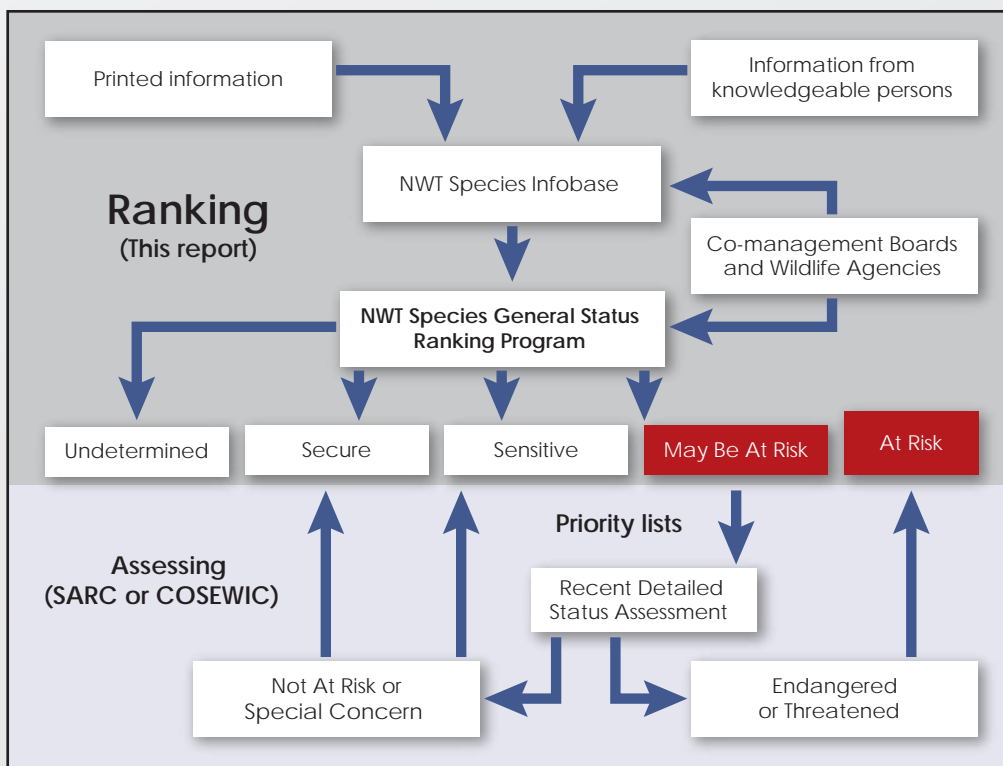 Printed information
Information from
knowledgeable persons
NWT Species Infobase
Ranking
(This report)
Co-management Boards
and Wildlife Agencies
NWT Species General Status
Ranking Program
Undetermined
Secure
Sensitive
May Be At Risk
At Risk
Priority lists
Assessing
(SARC or COSEWIC)
Recent Detailed
Status Assessment
Not At Risk or
Special Concern
Endangered
or Threatened